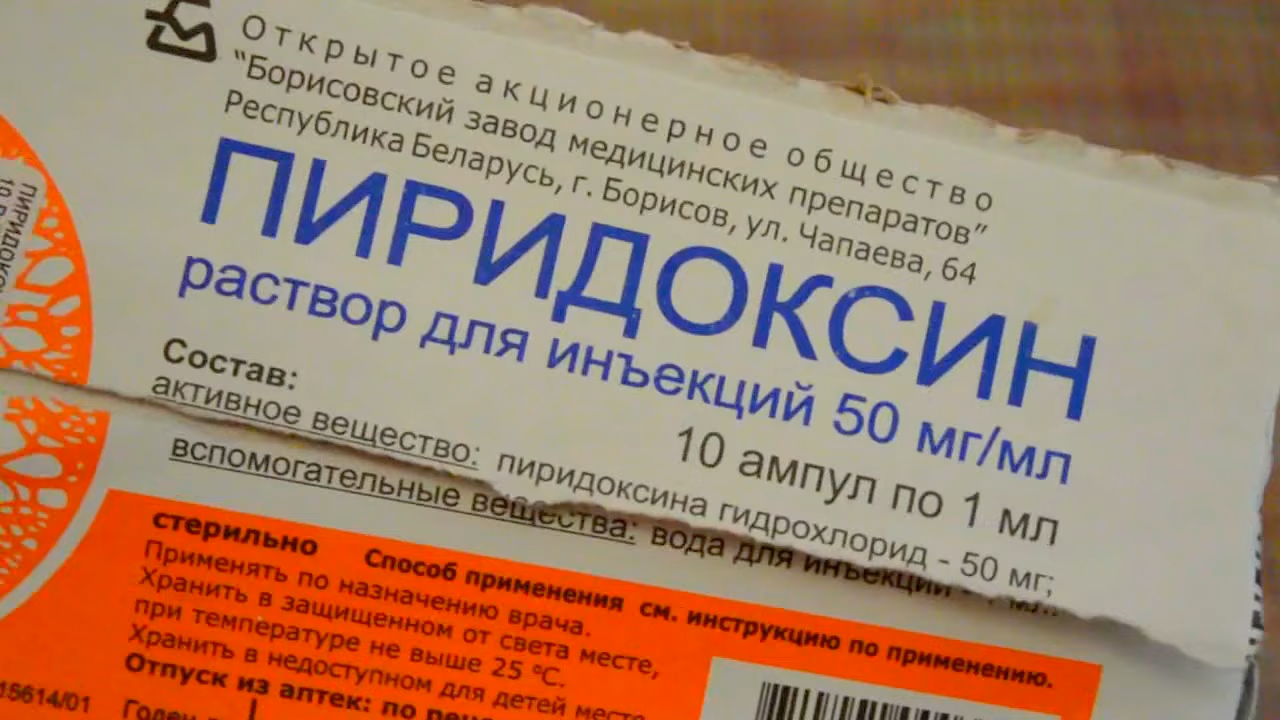 Открытое акционерное общество
"Борисовский завод медицинских препаратов"
Республика Беларусь, г. Борисов, ул. Чапаева, 64
ПИРИДОКСИН
раствор для инъекций 50 мг/мл
10 ампул по 1 мл
Состав:
активное вещество: пиридоксина гидрохлорид - 50 мг;
вспомогательные вещества: вода для инъекций -
стерильно Способ применения см. инструкцию по применению.
Применять по назначению врача.
Хранить в защищенном от света месте,
при температуре не выше 25 °С.
Хранить в недоступном для детей месте.
Отпуск из аптек: по
15614/01